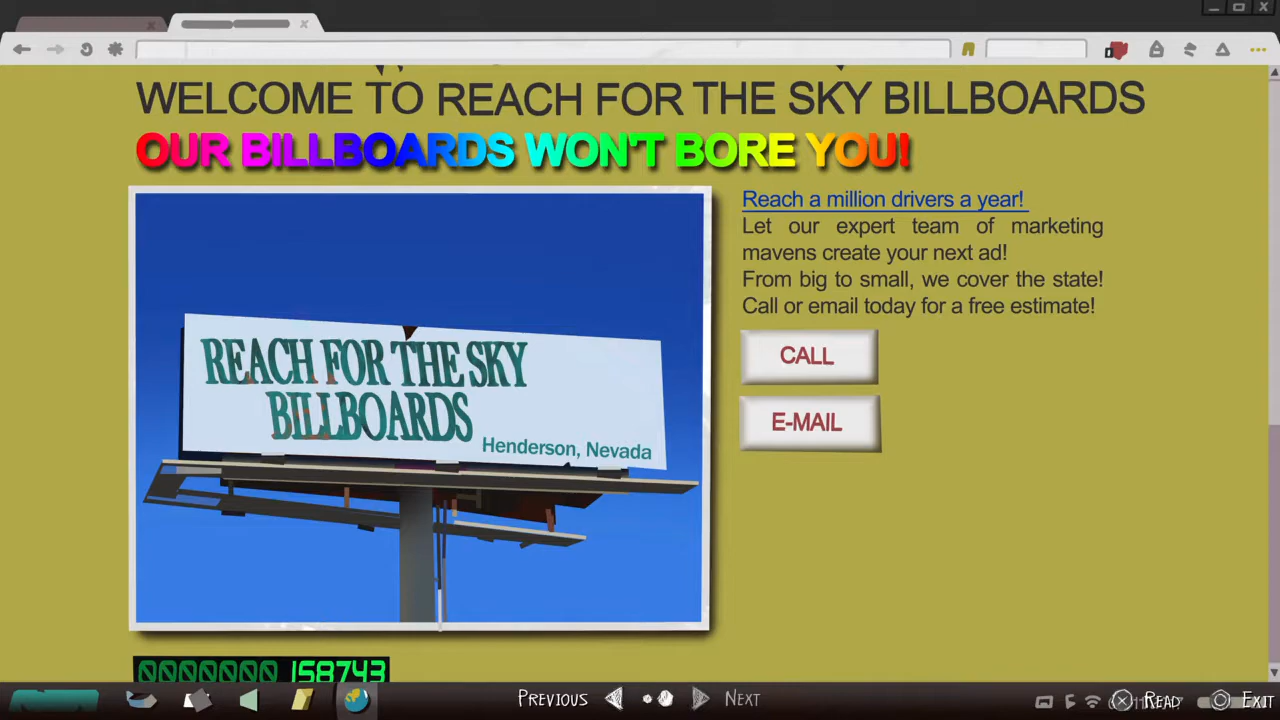 WELCOME TO REACH FOR THE SKY BILLBOARDS
OUR BILLBOARDS WON'T BORE YOU!
Reach a million drivers a year!
Let our expert team of marketing
mavens create your next ad!
From big to small, we cover the state!
Call or email today for a free estimate!
CALL
E-MAIL
REACH FOR THE SKY
BILLBOARDS
Henderson, Nevada
0000000 158743
PREVIOUS
NEXT
READ
EXIT